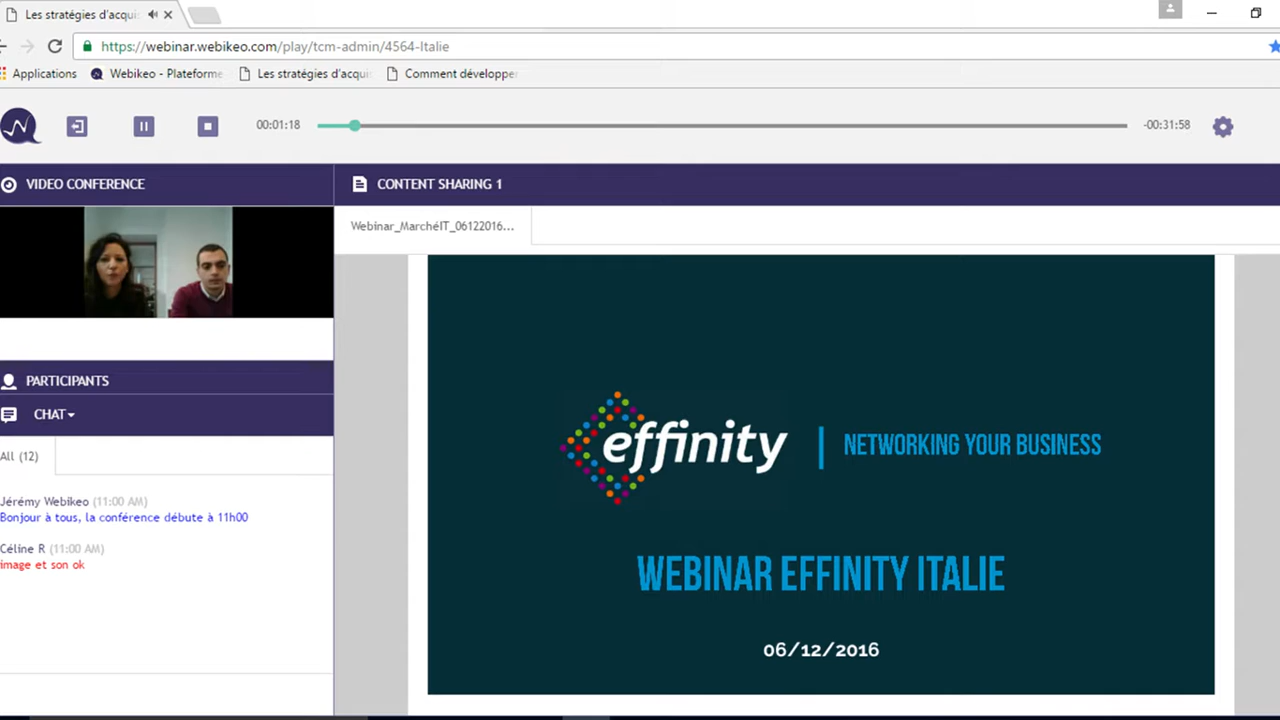 Les stratégies d'acqui
https://webinar.webikeo.com/play/tcm-admin/4564-Italie
Applications
Webikeo - Plateforme
Les stratégies d'acqui
Comment développer
00:01:18
-00:31:58
VIDEO CONFERENCE
CONTENT SHARING 1
Webinar_MarchéIT_06122016...
effinity | NETWORKING YOUR BUSINESS
WEBINAR EFFINITY ITALIE
06/12/2016
PARTICIPANTS
CHAT
All (12)
Jérémy Webikeo (11:00 AM)
Bonjour à tous, la conférence débute à 11h00
Céline R (11:00 AM)
image et son ok